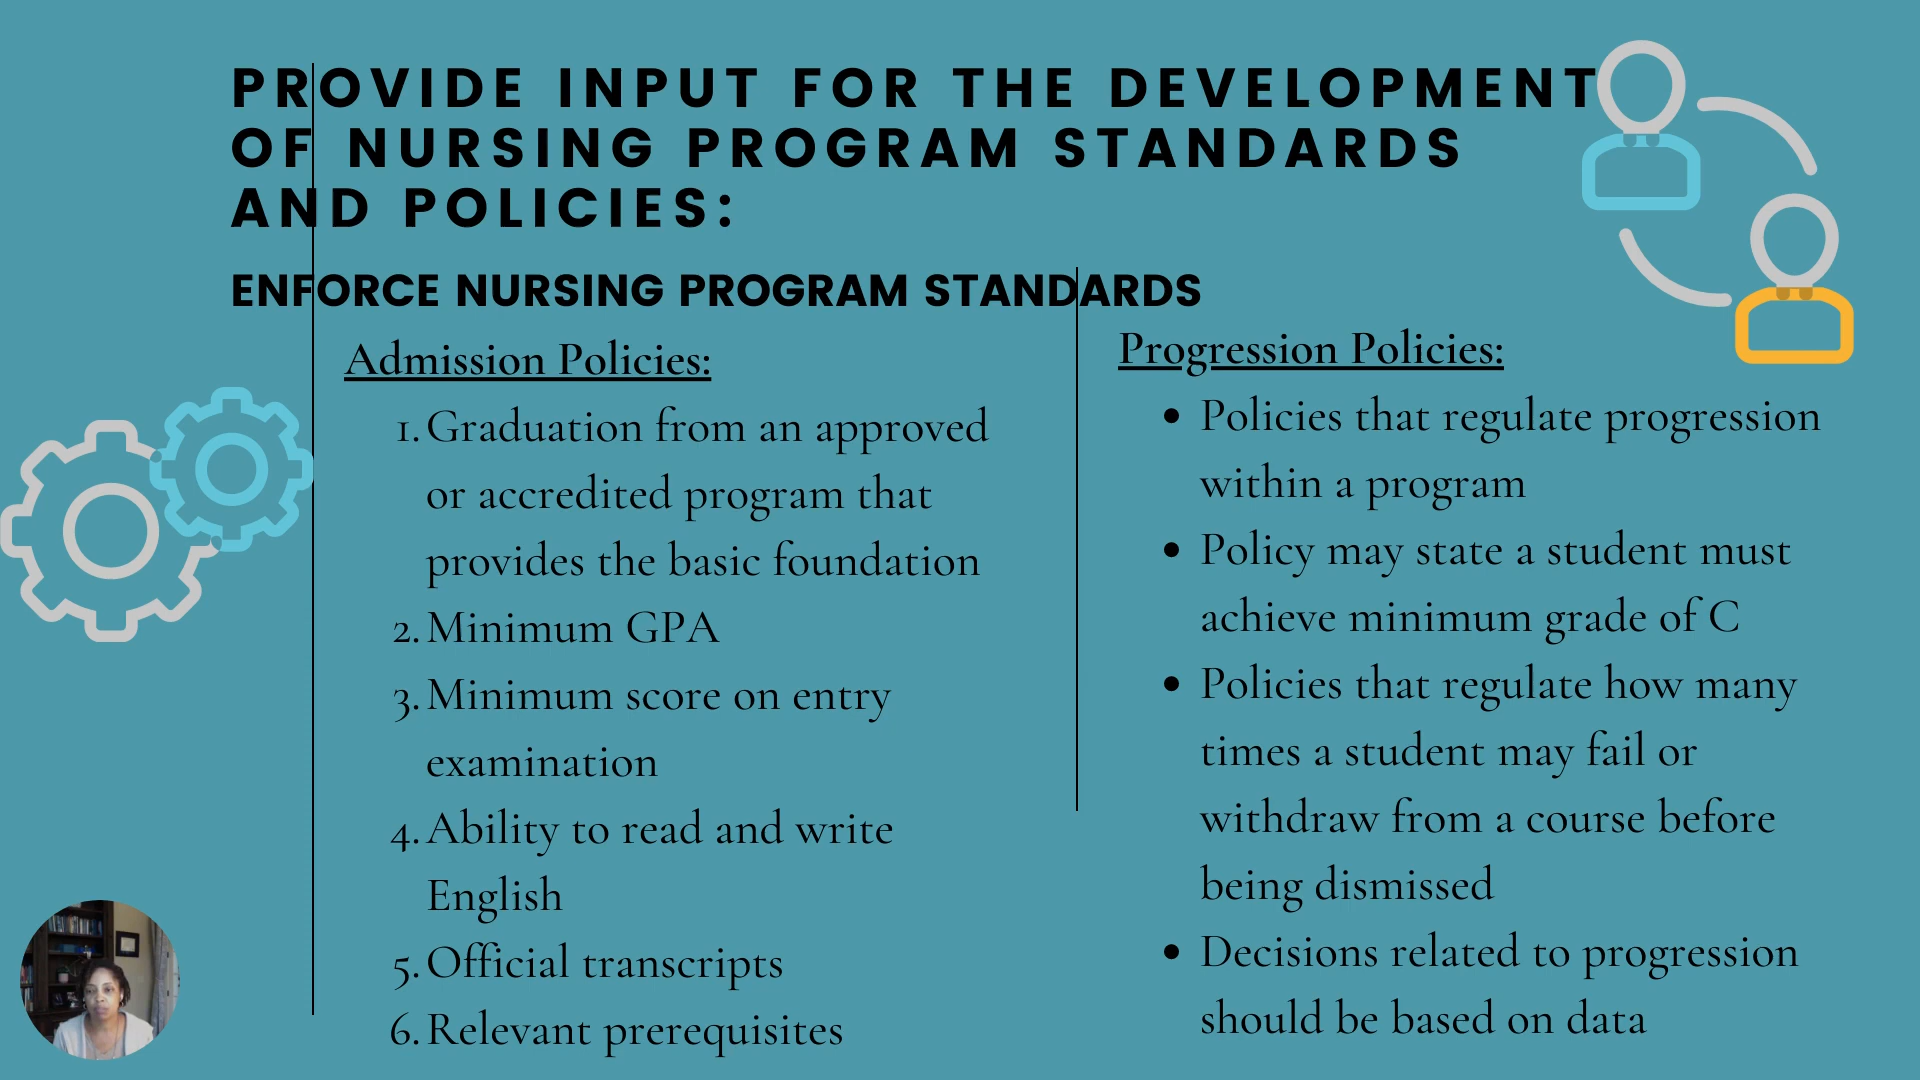 PROVIDE INPUT FOR THE DEVELOPMENT
OF NURSING PROGRAM STANDARDS
AND POLICIES:
ENFORCE NURSING PROGRAM STANDARDS
Admission Policies:
1. Graduation from an approved
or accredited program that
provides the basic foundation
2. Minimum GPA
3. Minimum score on entry
examination
4. Ability to read and write
English
5. Official transcripts
6. Relevant prerequisites
Progression Policies:
• Policies that regulate progression
within a program
• Policy may state a student must
achieve minimum grade of C
• Policies that regulate how many
times a student may fail or
withdraw from a course before
being dismissed
• Decisions related to progression
should be based on data